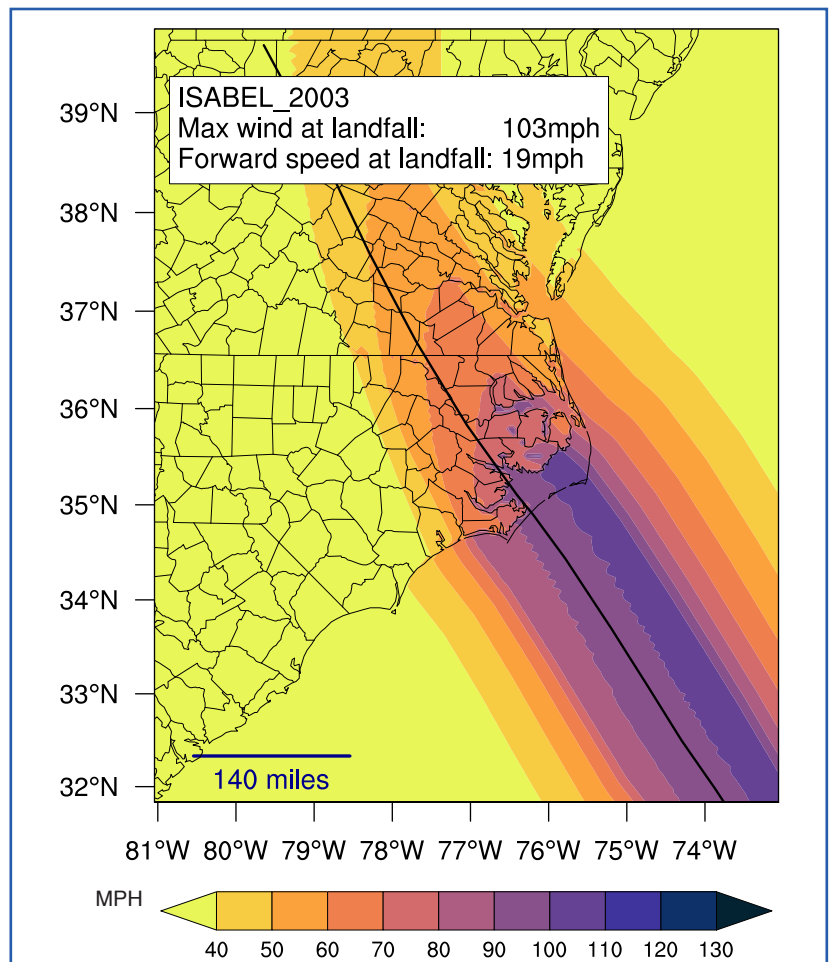 39°N
ISABEL_2003
Max wind at landfall: 103mph
Forward speed at landfall: 19mph
38°N
37°N
36°N
35°N
34°N
33°N
32°N
140 miles
81°W 80°W 79°W 78°W 77°W 76°W 75°W 74°W
MPH
40 50 60 70 80 90 100 110 120 130